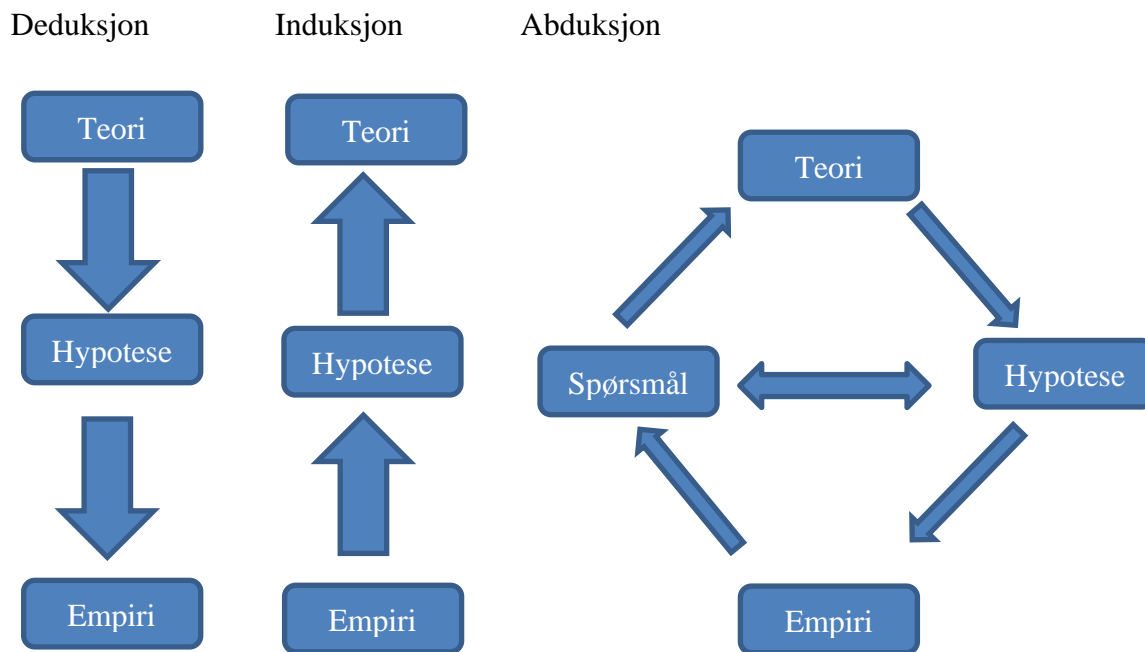 Deduksjon
Induksjon
Abduksjon
Teori
Hypotese
Empiri
Teori
Hypotese
Empiri
Teori
Spørsmål
Hypotese
Empiri